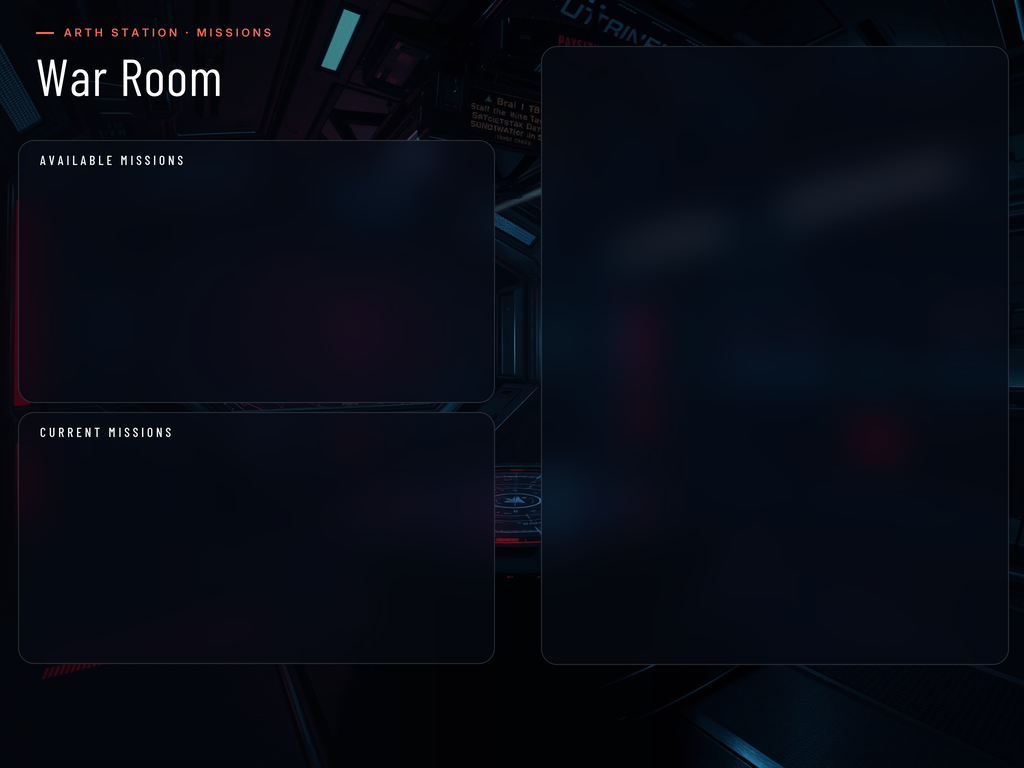 ARTH STATION · MISSIONS
War Room
AVAILABLE MISSIONS
CURRENT MISSIONS